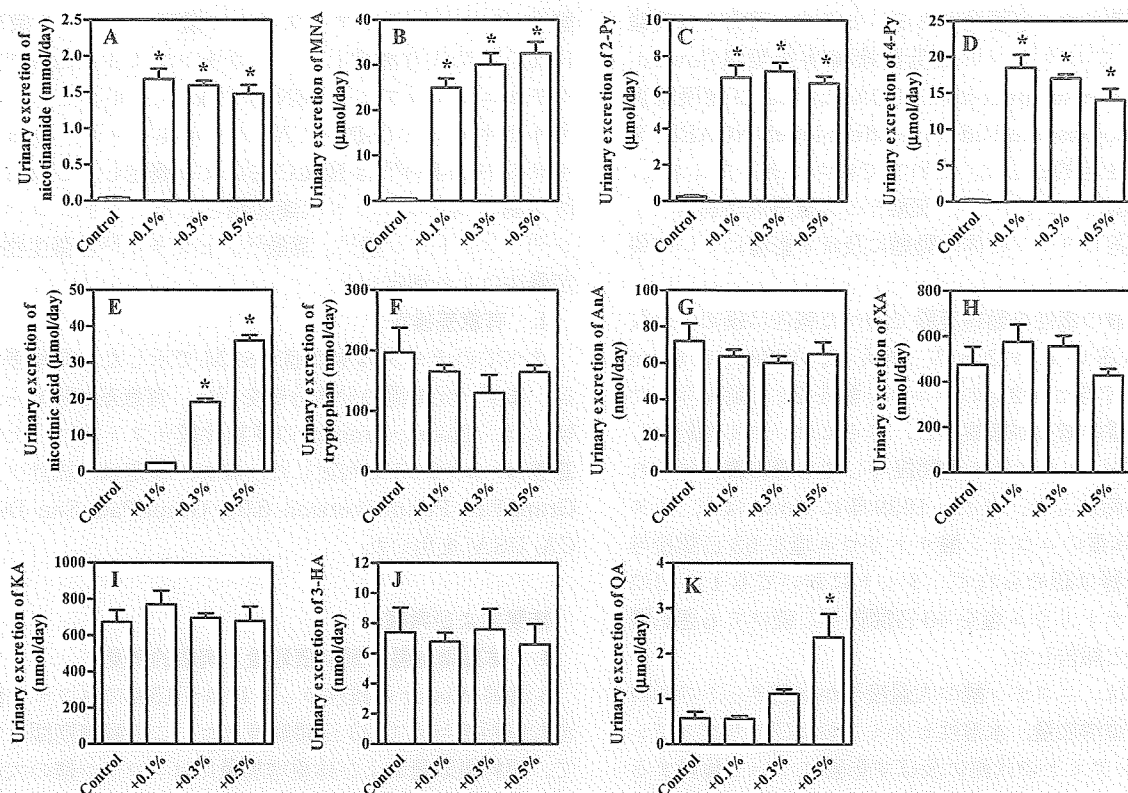 Urinary excretion of
nicotinamide (mmol/day)
2.5
2.0
1.5
1.0
0.5
0.0
A
*
*
*
Control
+0.1%
+0.3%
+0.5%
Urinary excretion of MNA
(µmol/day)
40
30
20
10
0
B
*
*
*
Control
+0.1%
+0.3%
+0.5%
Urinary excretion of 2-Py
(µmol/day)
8
6
4
2
0
C
*
*
*
Control
+0.1%
+0.3%
+0.5%
Urinary excretion of 4-Py
(µmol/day)
25
20
15
10
5
0
D
*
*
*
Control
+0.1%
+0.3%
+0.5%
Urinary excretion of
nicotinic acid (µmol/day)
50
40
30
20
10
0
E
*
*
Control
+0.1%
+0.3%
+0.5%
Urinary excretion of
tryptophan (nmol/day)
300
200
100
0
F
Control
+0.1%
+0.3%
+0.5%
Urinary excretion of AnA
(nmol/day)
100
80
60
40
20
0
G
Control
+0.1%
+0.3%
+0.5%
Urinary excretion of XA
(nmol/day)
800
600
400
200
0
H
Control
+0.1%
+0.3%
+0.5%
Urinary excretion of KA
(nmol/day)
1000
800
600
400
200
0
I
Control
+0.1%
+0.3%
+0.5%
Urinary excretion of 3-HA
(nmol/day)
12
10
8
6
4
2
0
J
Control
+0.1%
+0.3%
+0.5%
Urinary excretion of QA
(µmol/day)
4
3
2
1
0
K
*
Control
+0.1%
+0.3%
+0.5%